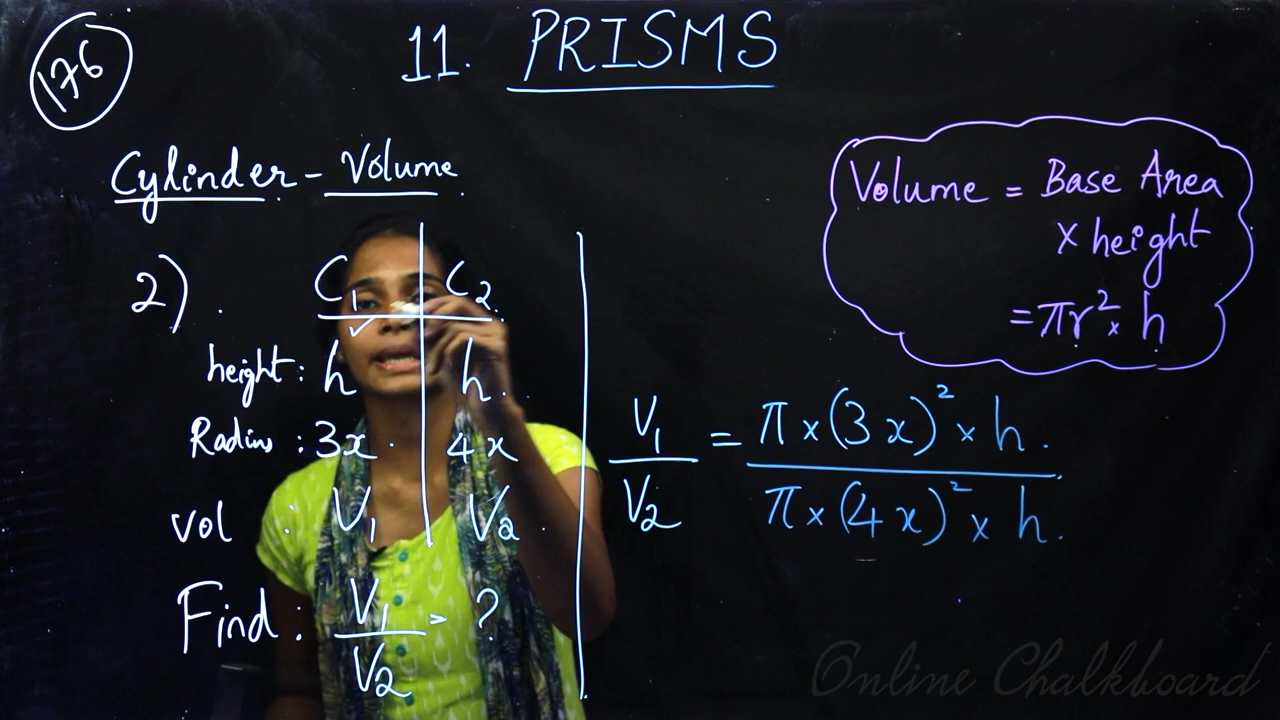 176
11. PRISMS
Cylinder - Volume
Volume = Base Area
x height
= πr² x h
2)
C₁ C₂
height : h h
Radius : 3x 4x
vol : V₁ V₂
Find : V₁/V₂ = ?
V₁/V₂ = π x (3x)² x h / π x (4x)² x h
Online Chalkboard